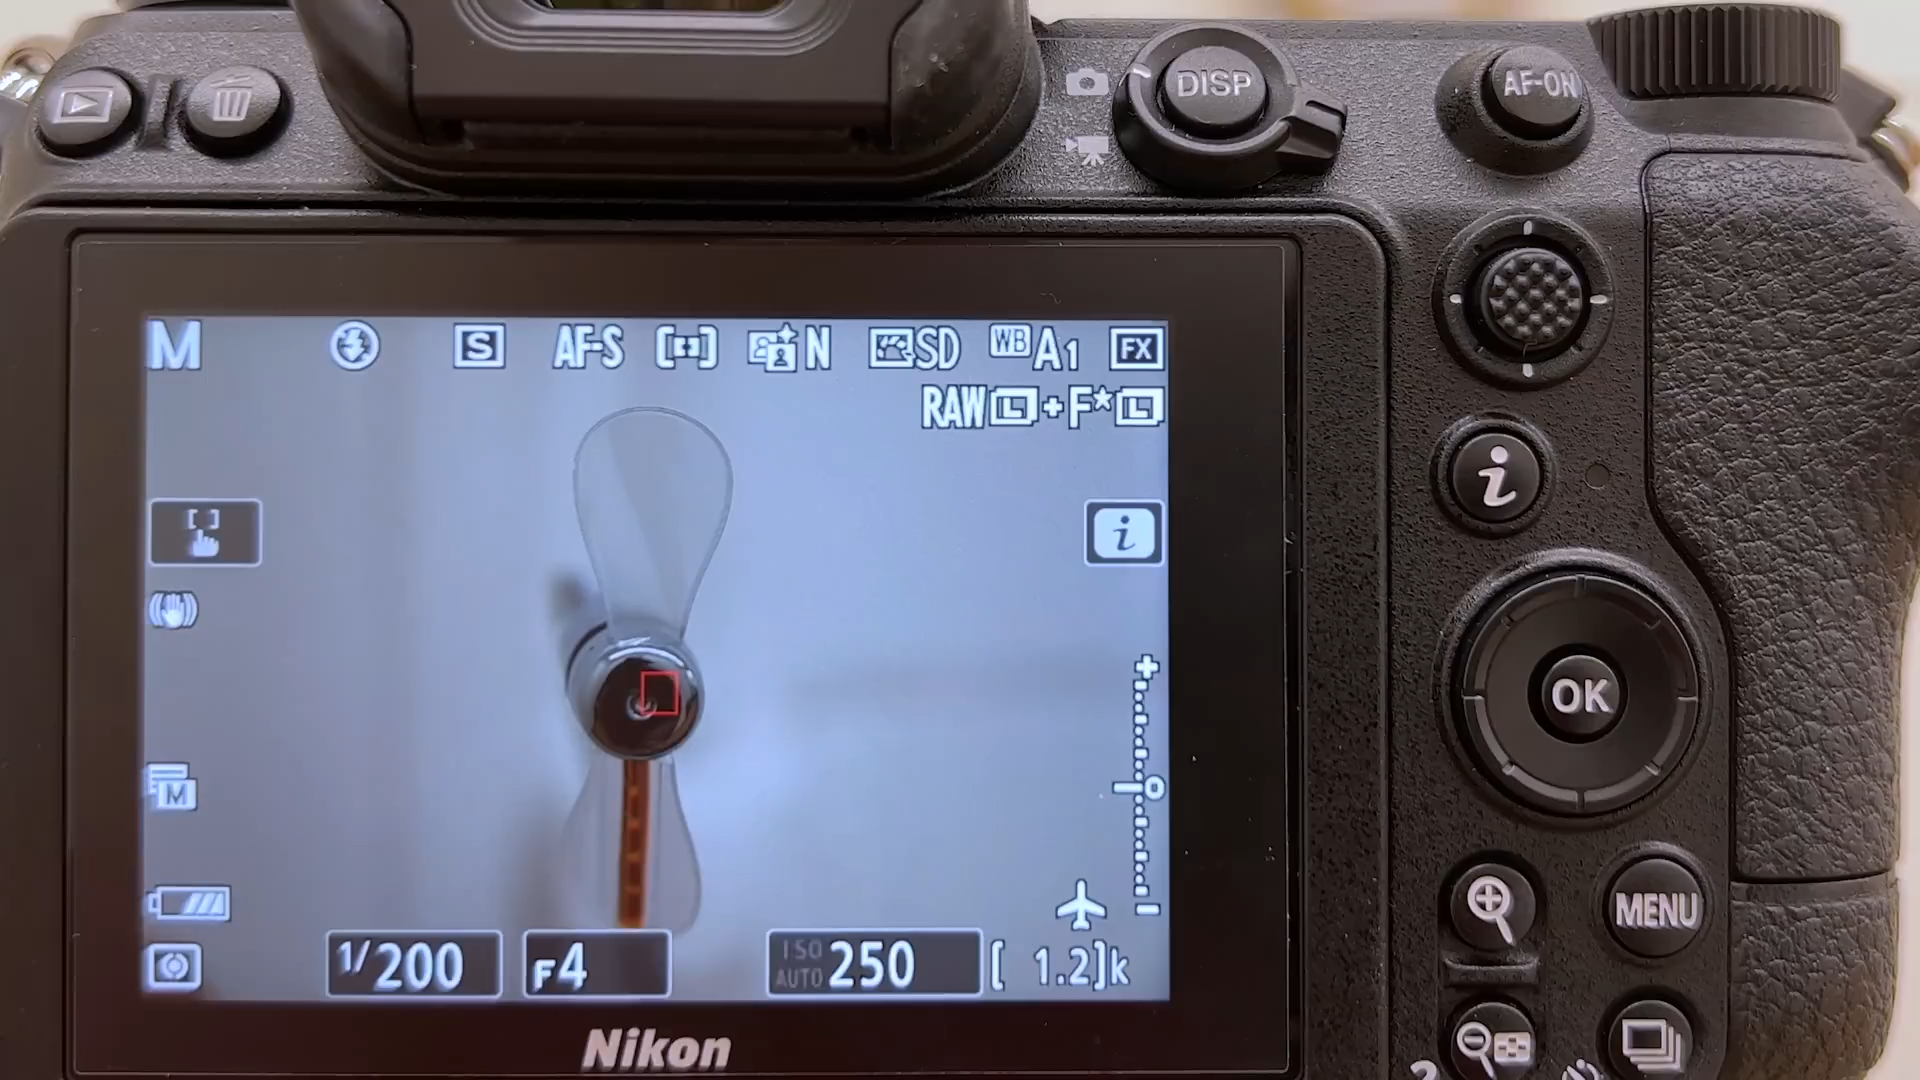 DISP
AF-ON
M S AF-S N SD WB A1 FX
RAW L + F★ L
i
i
OK
M
1/200 F4 ISO AUTO 250 [ 1.2]k
MENU
Nikon